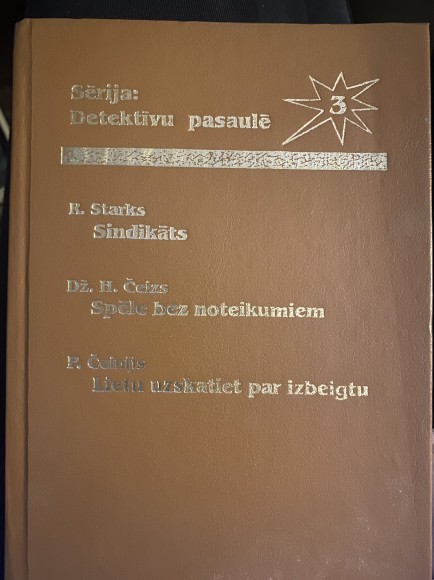 Sērija:
Detektīvu pasaulē
3
R. Starks
Sindikāts
Dž. H. Čeizs
Spēle bez noteikumiem
P.
Lietu uzskatiet par izbeigtu